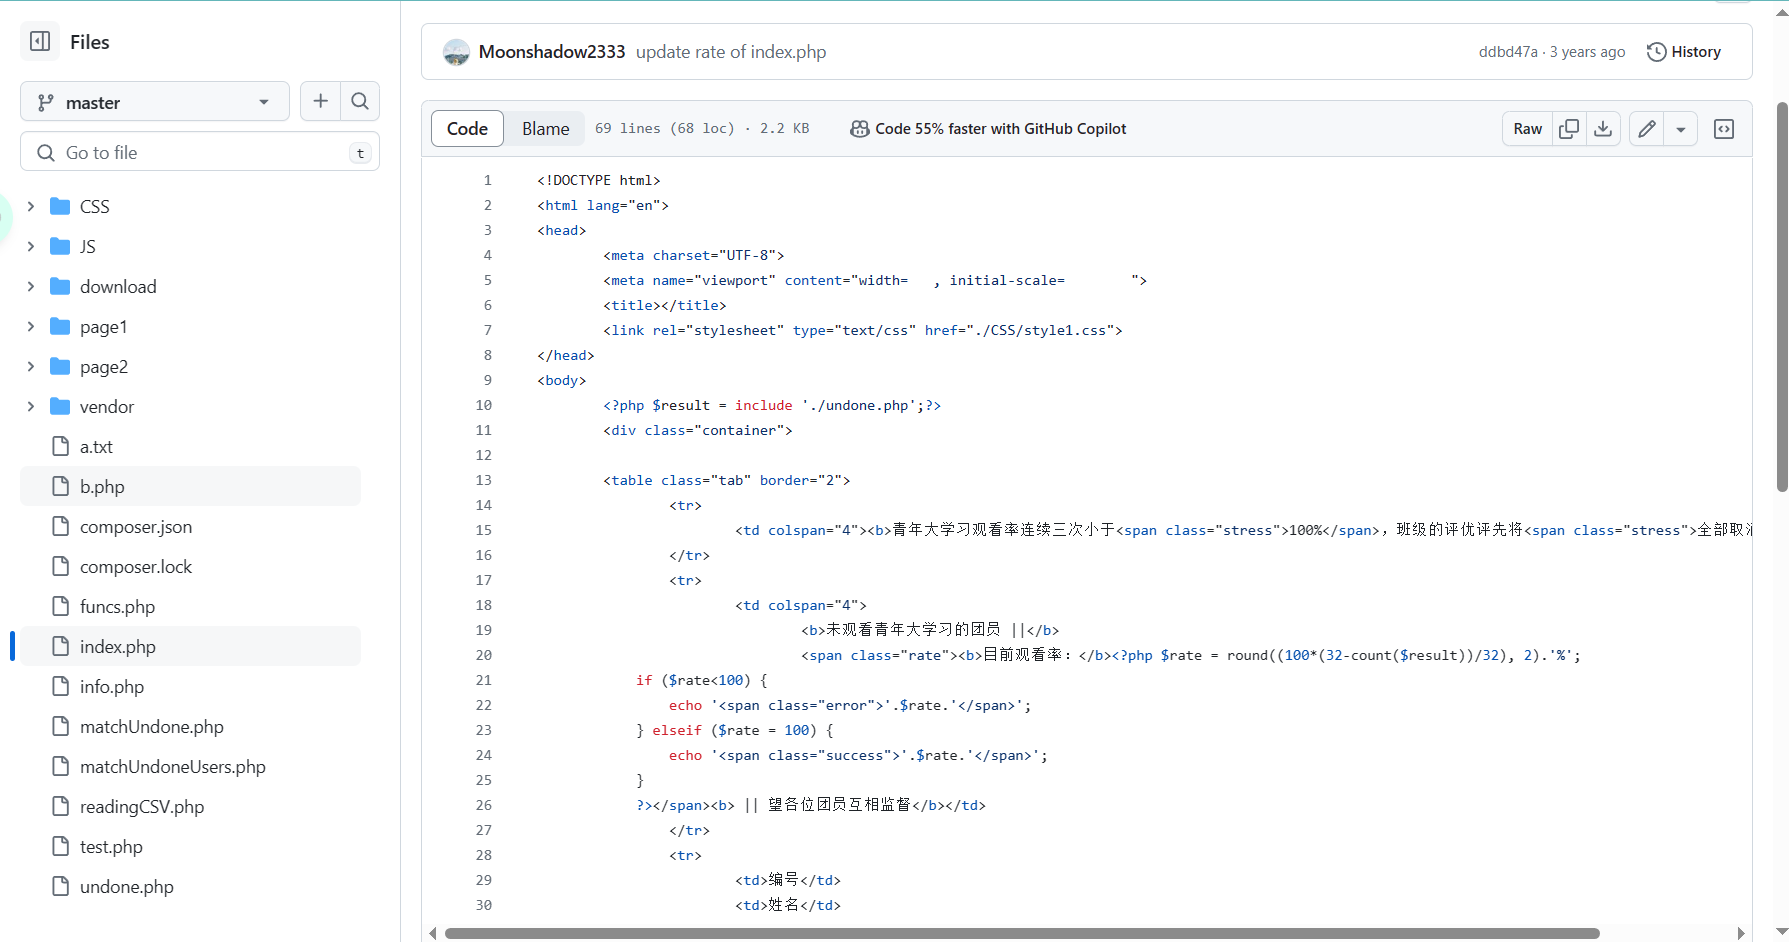 Files
master
Go to file
t
CSS
JS
download
page1
page2
vendor
a.txt
b.php
composer.json
composer.lock
funcs.php
index.php
info.php
matchUndone.php
matchUndoneUsers.php
readingCSV.php
test.php
undone.php
Moonshadow2333 update rate of index.php
ddbd47a · 3 years ago
History
Code Blame 69 lines (68 loc) · 2.2 KB
Code 55% faster with GitHub Copilot
Raw
1 <!DOCTYPE html>
2 <html lang="en">
3 <head>
4 <meta charset="UTF-8">
5 <meta name="viewport" content="width=   , initial-scale=        ">
6 <title></title>
7 <link rel="stylesheet" type="text/css" href="./CSS/style1.css">
8 </head>
9 <body>
10 <?php $result = include './undone.php';?>
11 <div class="container">
12
13 <table class="tab" border="2">
14 <tr>
15 <td colspan="4"><b>青年大学习观看率连续三次小于<span class="stress">100%</span>，班级的评优评先将<span class="stress">全部取
16 </tr>
17 <tr>
18 <td colspan="4">
19 <b>未观看青年大学习的团员 ||</b>
20 <span class="rate"><b>目前观看率：</b><?php $rate = round((100*(32-count($result))/32), 2).'%';
21 if ($rate<100) {
22 echo '<span class="error">'.$rate.'</span>';
23 } elseif ($rate = 100) {
24 echo '<span class="success">'.$rate.'</span>';
25 }
26 ?></span><b> || 望各位团员互相监督</b></td>
27 </tr>
28 <tr>
29 <td>编号</td>
30 <td>姓名</td>